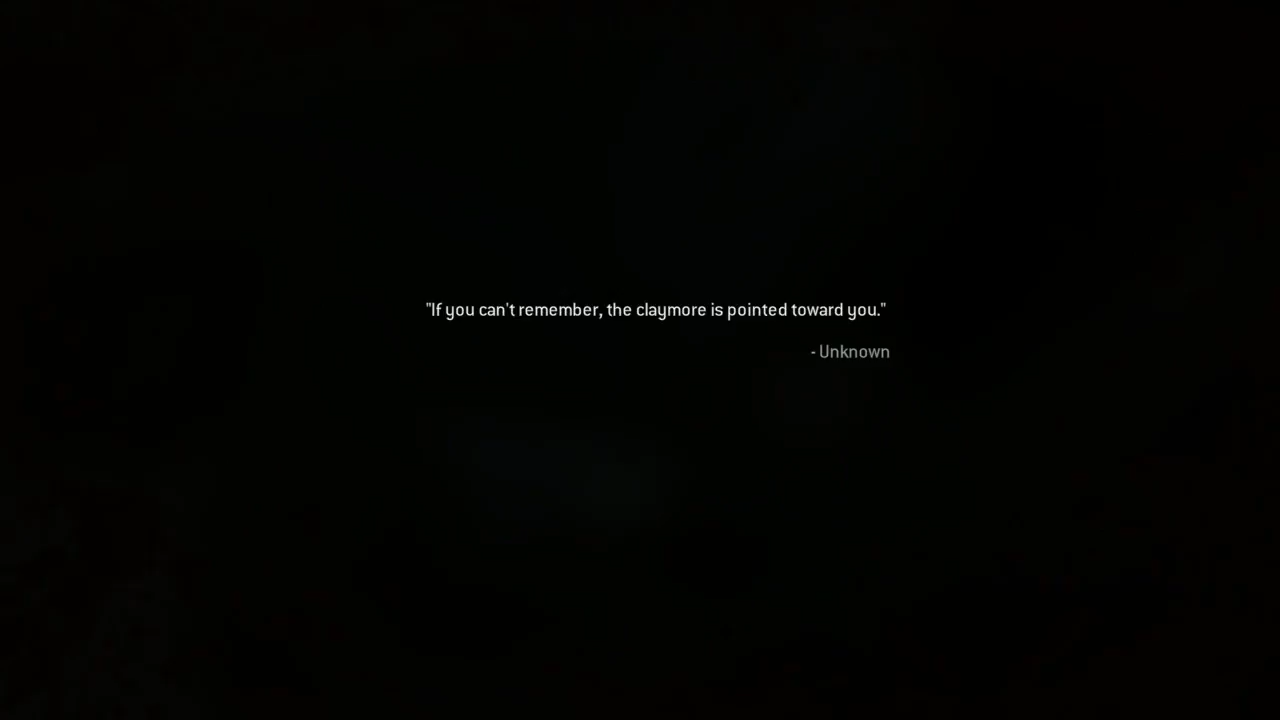 "If you can't remember, the claymore is pointed toward you."
- Unknown